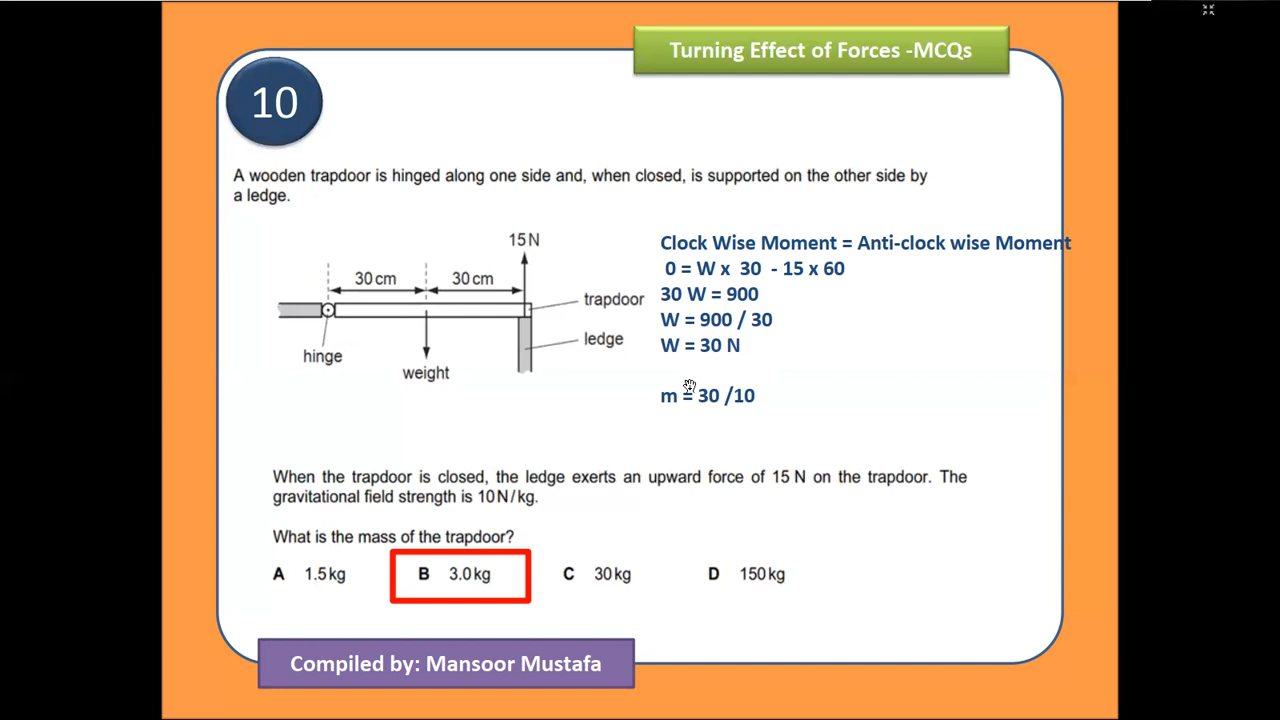 Turning Effect of Forces -MCQs
10
A wooden trapdoor is hinged along one side and, when closed, is supported on the other side by
a ledge.
15 N
30 cm
30 cm
trapdoor
ledge
hinge
weight
Clock Wise Moment = Anti-clock wise Moment
0 = W x 30 - 15 x 60
30 W = 900
W = 900 / 30
W = 30 N
m = 30 /10
When the trapdoor is closed, the ledge exerts an upward force of 15 N on the trapdoor. The
gravitational field strength is 10 N / kg.
What is the mass of the trapdoor?
A 1.5 kg B 3.0 kg C 30 kg D 150 kg
Compiled by: Mansoor Mustafa